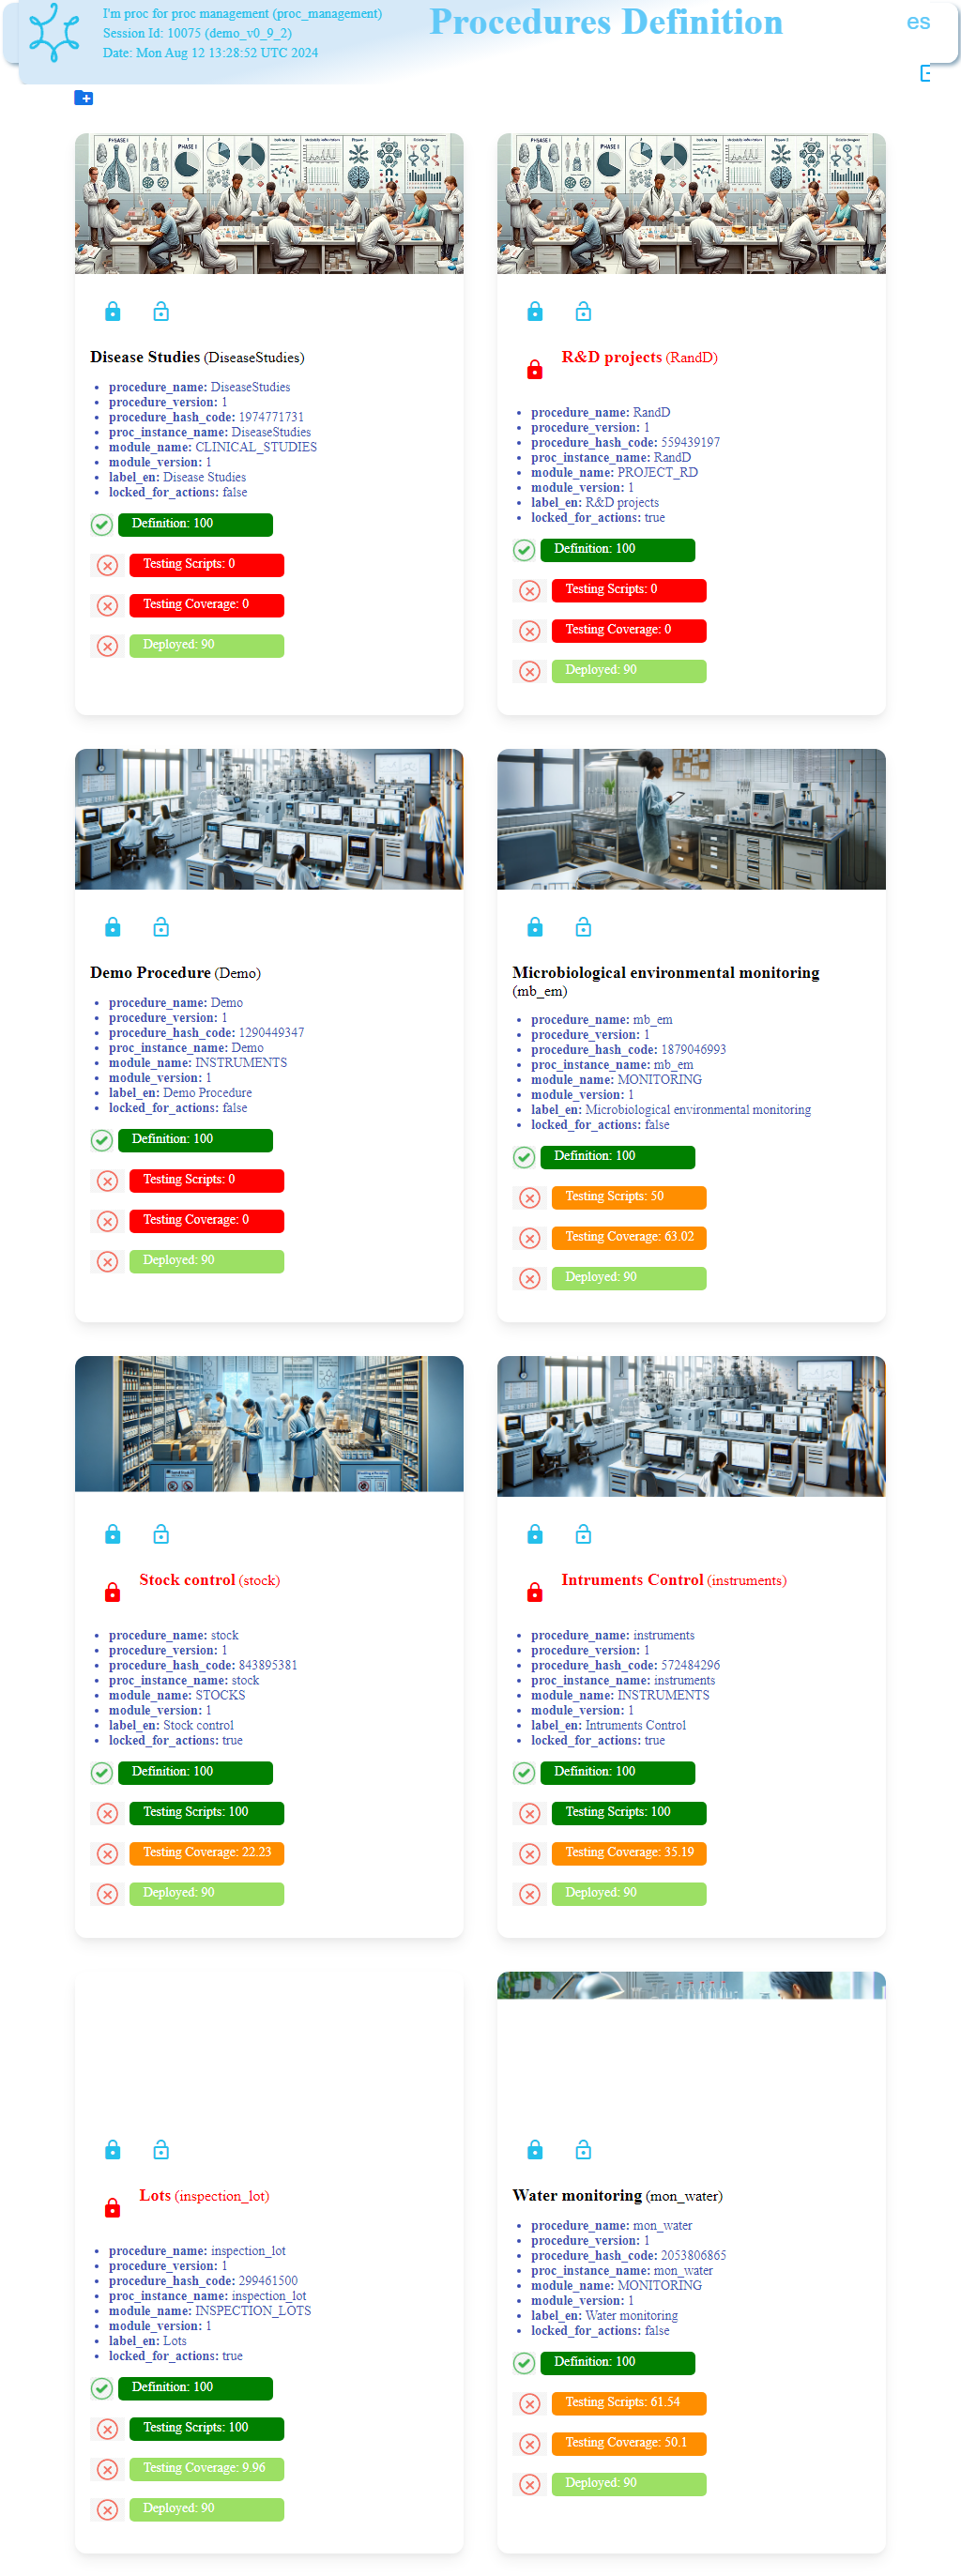 I'm proc for proc management (proc_management)
Session Id: 10075 (demo_v0_9_2)
Date: Mon Aug 12 13:28:52 UTC 2024
Procedures Definition
es
PHASE I
PHASE I
Disease Studies (DiseaseStudies)
procedure_name: DiseaseStudies
procedure_version: 1
procedure_hash_code: 1974771731
proc_instance_name: DiseaseStudies
module_name: CLINICAL_STUDIES
module_version: 1
label_en: Disease Studies
locked_for_actions: false
Definition: 100
Testing Scripts: 0
Testing Coverage: 0
Deployed: 90
PHASE I
PHASE I
R&D projects (RandD)
procedure_name: RandD
procedure_version: 1
procedure_hash_code: 559439197
proc_instance_name: RandD
module_name: PROJECT_RD
module_version: 1
label_en: R&D projects
locked_for_actions: true
Definition: 100
Testing Scripts: 0
Testing Coverage: 0
Deployed: 90
Demo Procedure (Demo)
procedure_name: Demo
procedure_version: 1
procedure_hash_code: 1290449347
proc_instance_name: Demo
module_name: INSTRUMENTS
module_version: 1
label_en: Demo Procedure
locked_for_actions: false
Definition: 100
Testing Scripts: 0
Testing Coverage: 0
Deployed: 90
Microbiological environmental monitoring
(mb_em)
procedure_name: mb_em
procedure_version: 1
procedure_hash_code: 1879046993
proc_instance_name: mb_em
module_name: MONITORING
module_version: 1
label_en: Microbiological environmental monitoring
locked_for_actions: false
Definition: 100
Testing Scripts: 50
Testing Coverage: 63.02
Deployed: 90
Stock control (stock)
procedure_name: stock
procedure_version: 1
procedure_hash_code: 843895381
proc_instance_name: stock
module_name: STOCKS
module_version: 1
label_en: Stock control
locked_for_actions: true
Definition: 100
Testing Scripts: 100
Testing Coverage: 22.23
Deployed: 90
Intruments Control (instruments)
procedure_name: instruments
procedure_version: 1
procedure_hash_code: 572484296
proc_instance_name: instruments
module_name: INSTRUMENTS
module_version: 1
label_en: Intruments Control
locked_for_actions: true
Definition: 100
Testing Scripts: 100
Testing Coverage: 35.19
Deployed: 90
Lots (inspection_lot)
procedure_name: inspection_lot
procedure_version: 1
procedure_hash_code: 299461500
proc_instance_name: inspection_lot
module_name: INSPECTION_LOTS
module_version: 1
label_en: Lots
locked_for_actions: true
Definition: 100
Testing Scripts: 100
Testing Coverage: 9.96
Deployed: 90
Water monitoring (mon_water)
procedure_name: mon_water
procedure_version: 1
procedure_hash_code: 2053806865
proc_instance_name: mon_water
module_name: MONITORING
module_version: 1
label_en: Water monitoring
locked_for_actions: false
Definition: 100
Testing Scripts: 61.54
Testing Coverage: 50.1
Deployed: 90